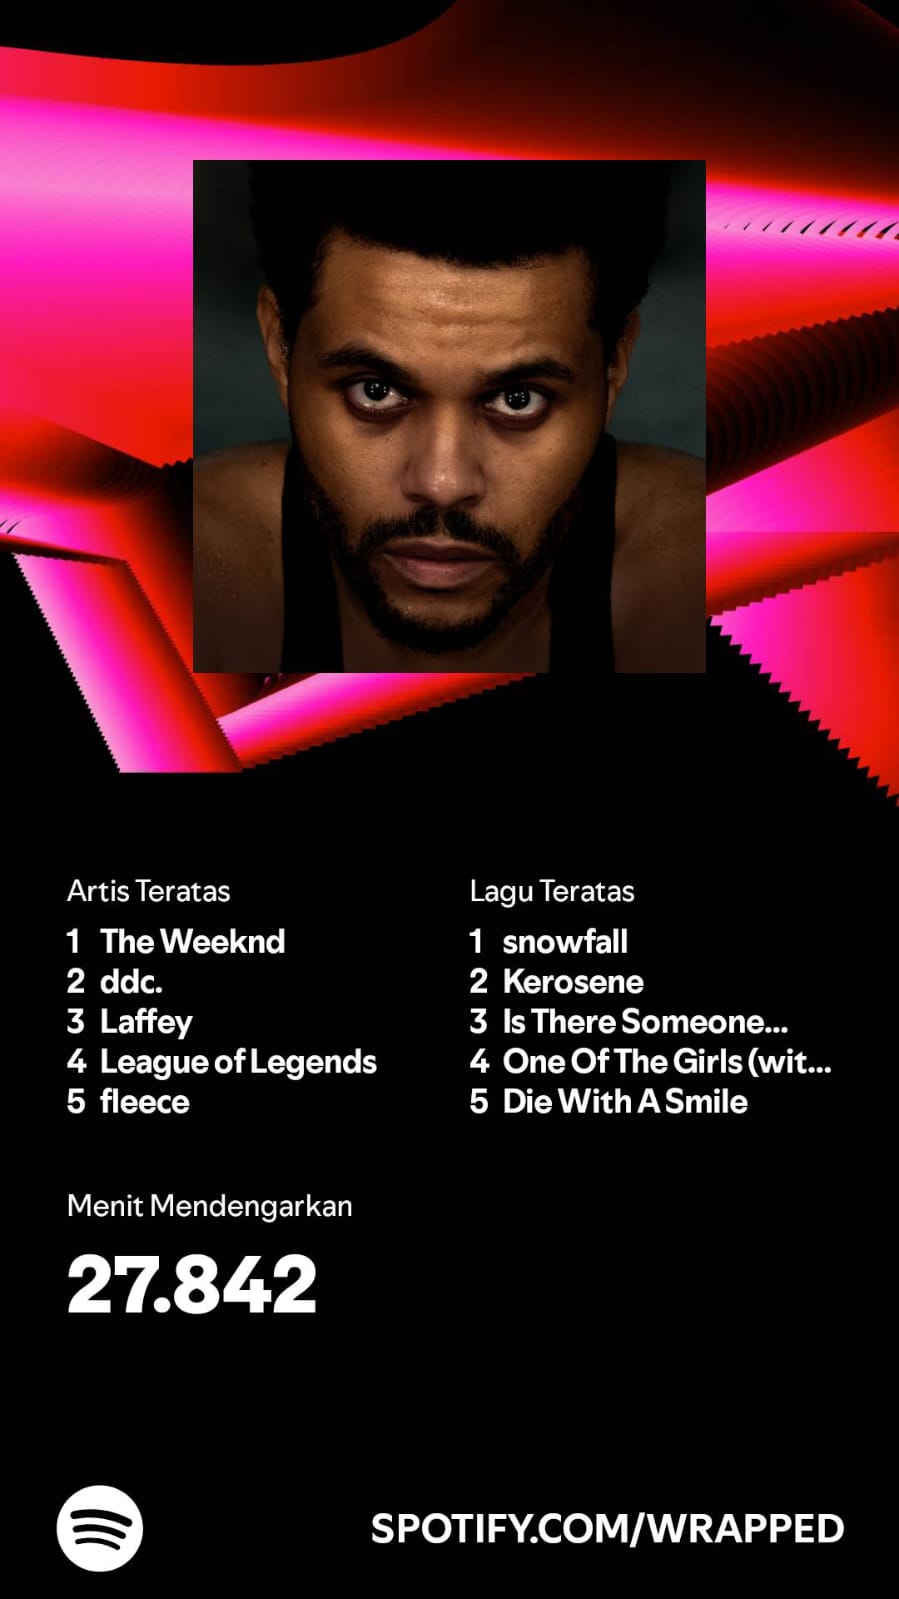 Artis Teratas
1 The Weeknd
2 ddc.
3 Laffey
4 League of Legends
5 fleece
Lagu Teratas
1 snowfall
2 Kerosene
3 Is There Someone...
4 One Of The Girls (wit...
5 Die With A Smile
Menit Mendengarkan
27.842
SPOTIFY.COM/WRAPPED